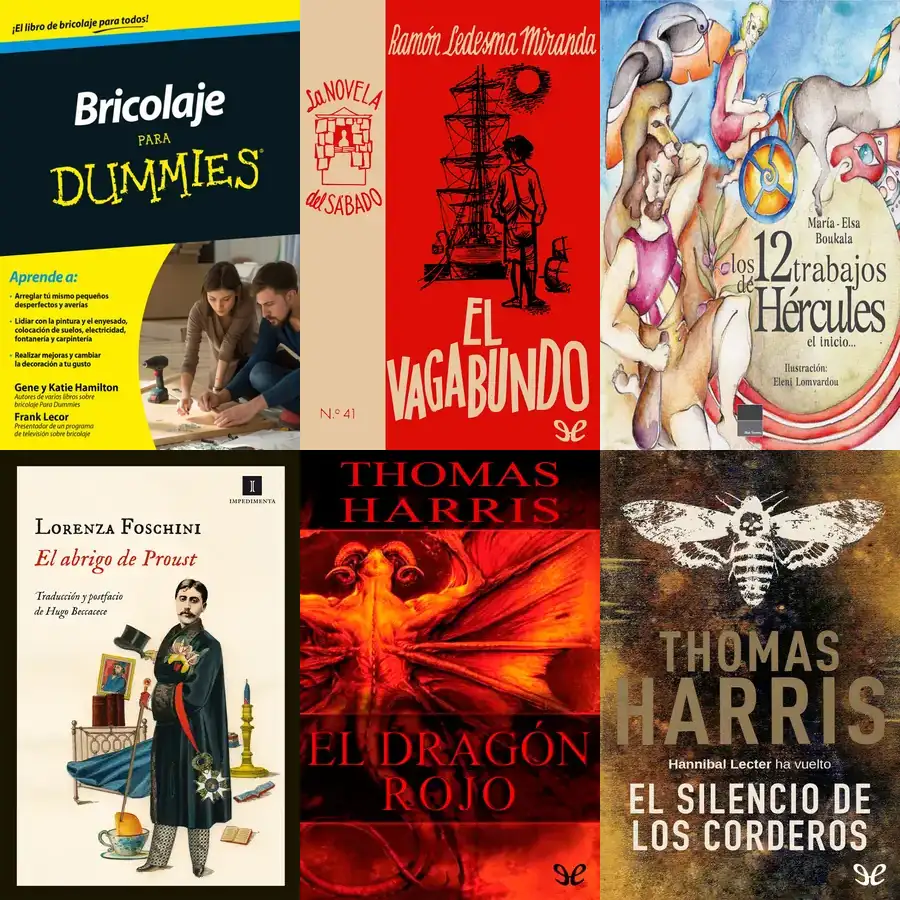 ¡El libro de bricolaje para todos!
Bricolaje
PARA
DUMMIES®
Aprende a:
• Arreglar tú mismo pequeños
desperfectos y averías
• Lidiar con la pintura y el enyesado,
colocación de suelos, electricidad,
fontanería y carpintería
• Realizar mejoras y cambiar
la decoración a tu gusto
Gene y Katie Hamilton
Autores de varios libros sobre
bricolaje Para Dummies
Frank Lecor
Presentador de un programa
de televisión sobre bricolaje
La NOVELA
del SÁBADO
N.º 41
Ramón Ledesma Miranda
EL
VAGABUNDO
María-Elsa
Boukala
los 12 trabajos
de Hércules
el inicio...
Ilustración:
Eleni Lomvardou
IMPEDIMENTA
LORENZA FOSCHINI
El abrigo de Proust
Traducción y postfacio
de Hugo Beccacece
THOMAS
HARRIS
EL DRAGÓN
ROJO
THOMAS
HARRIS
Hannibal Lecter ha vuelto
EL SILENCIO DE
LOS CORDEROS